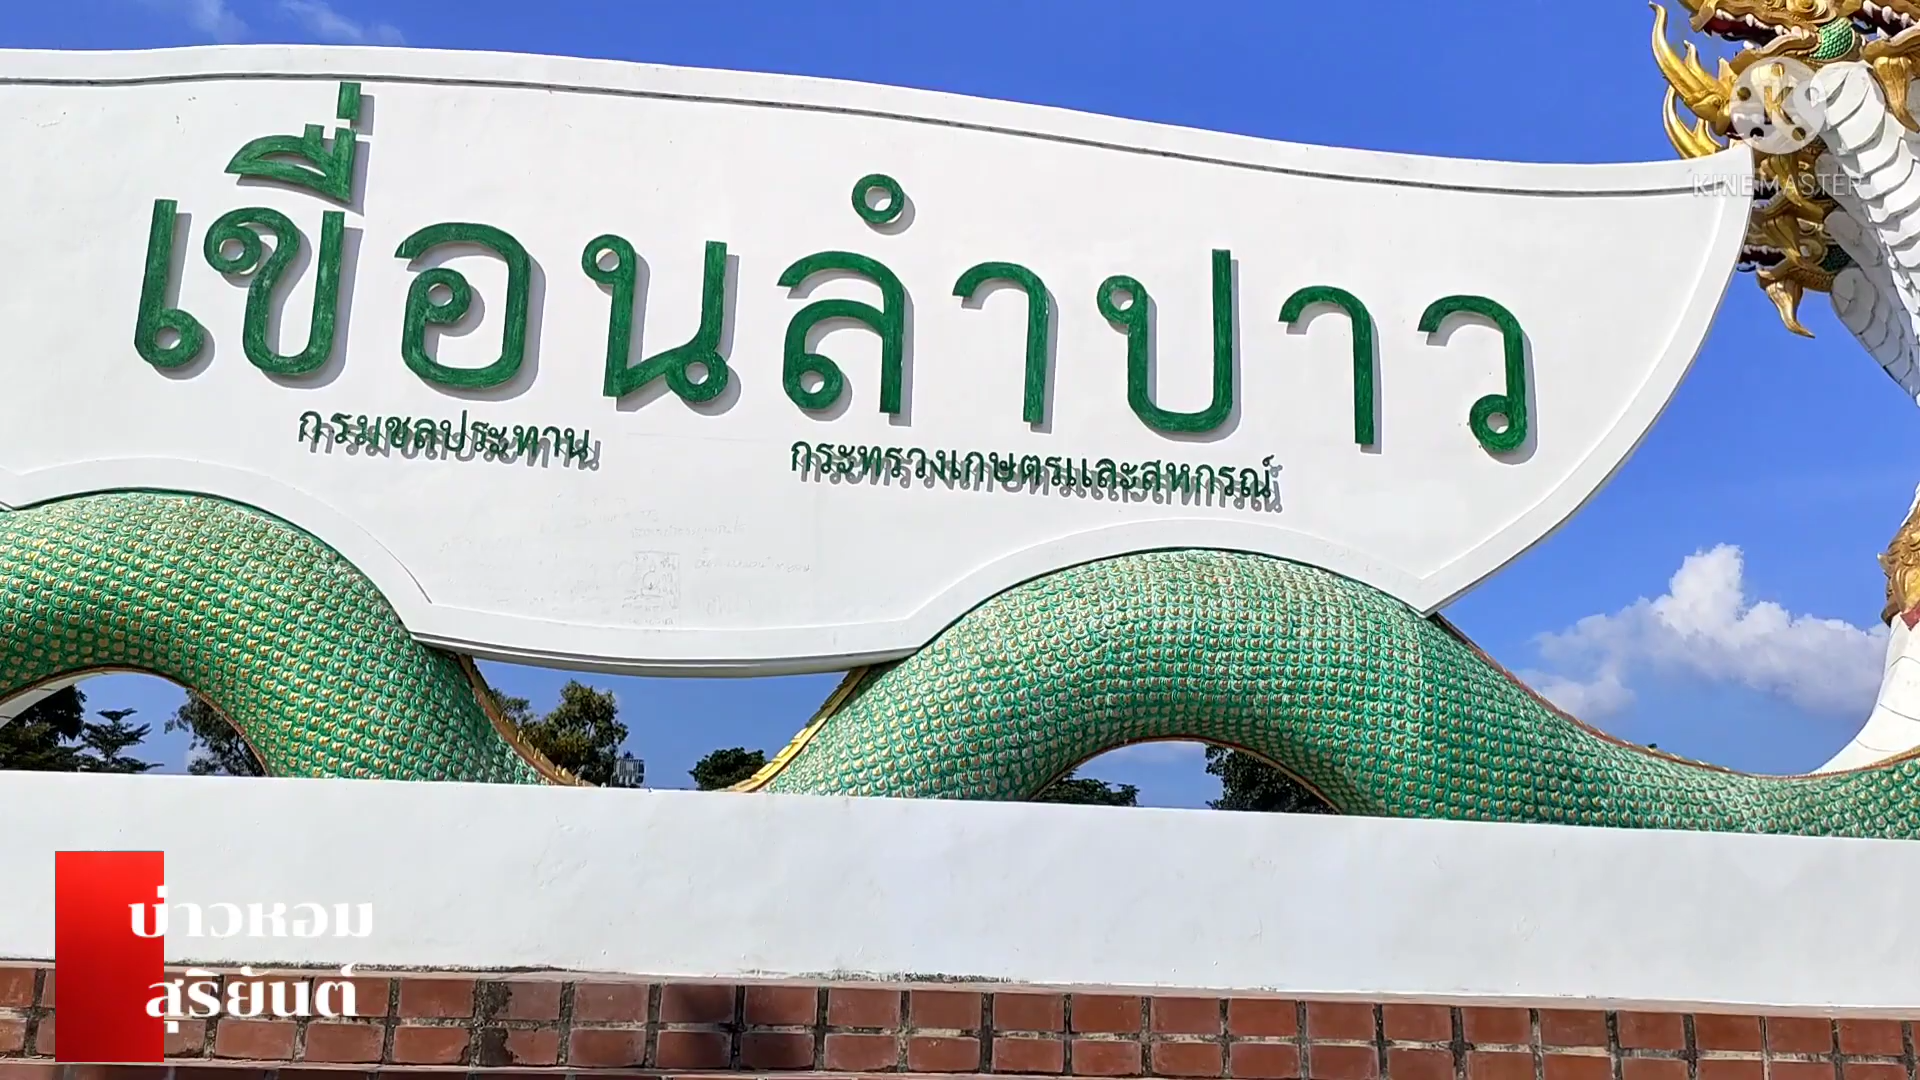 เขื่อนลำปาว
กรมชลประทาน กระทรวงเกษตรและสหกรณ์
KINEMASTER
บ่าวหอม
สุริยันต์